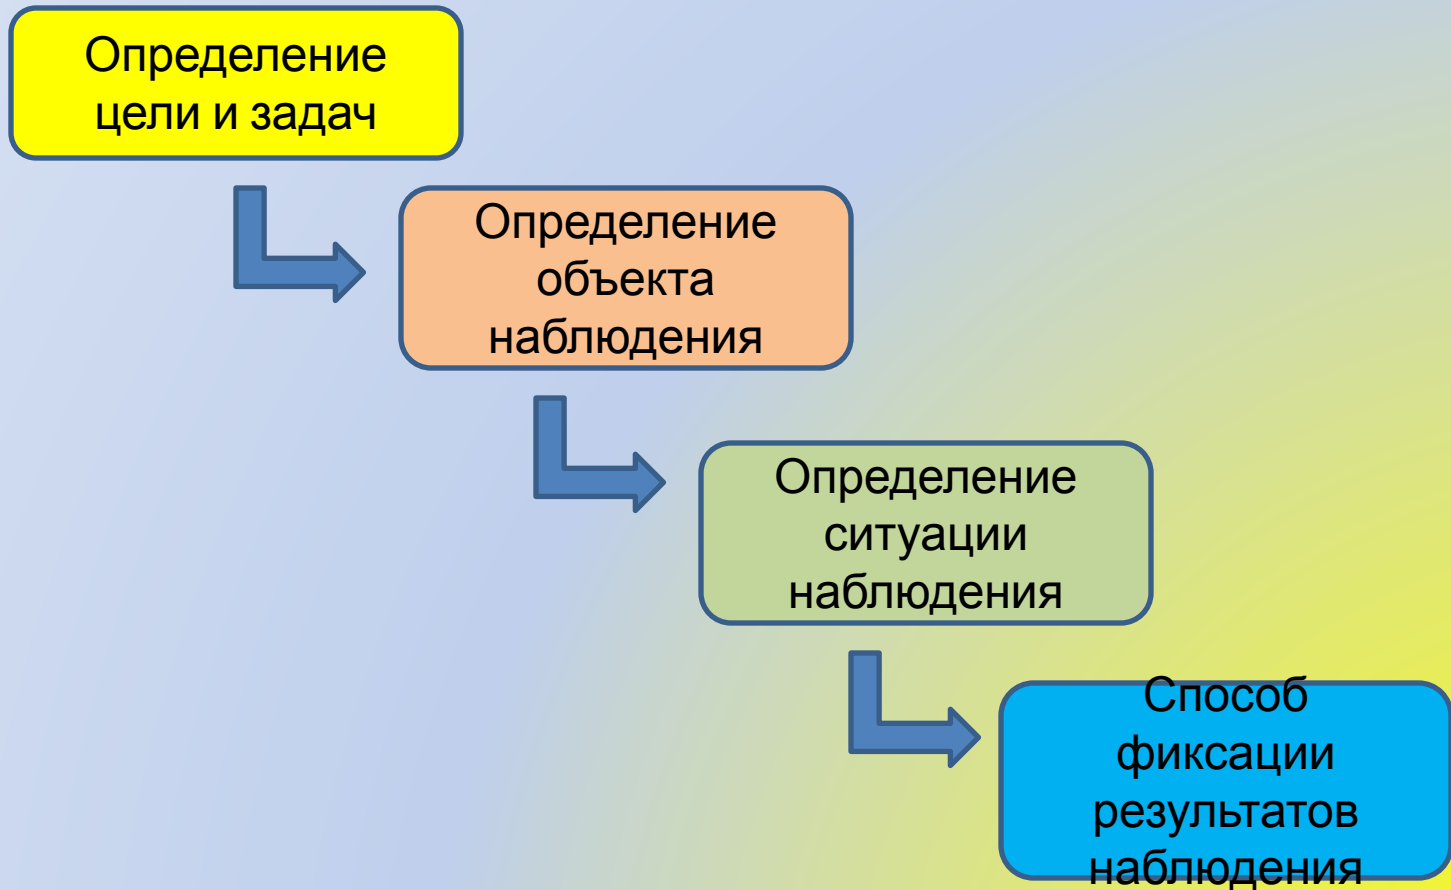 Определение
цели и задач
Определение
объекта
наблюдения
Определение
ситуации
наблюдения
Способ
фиксации
результатов
наблюдения